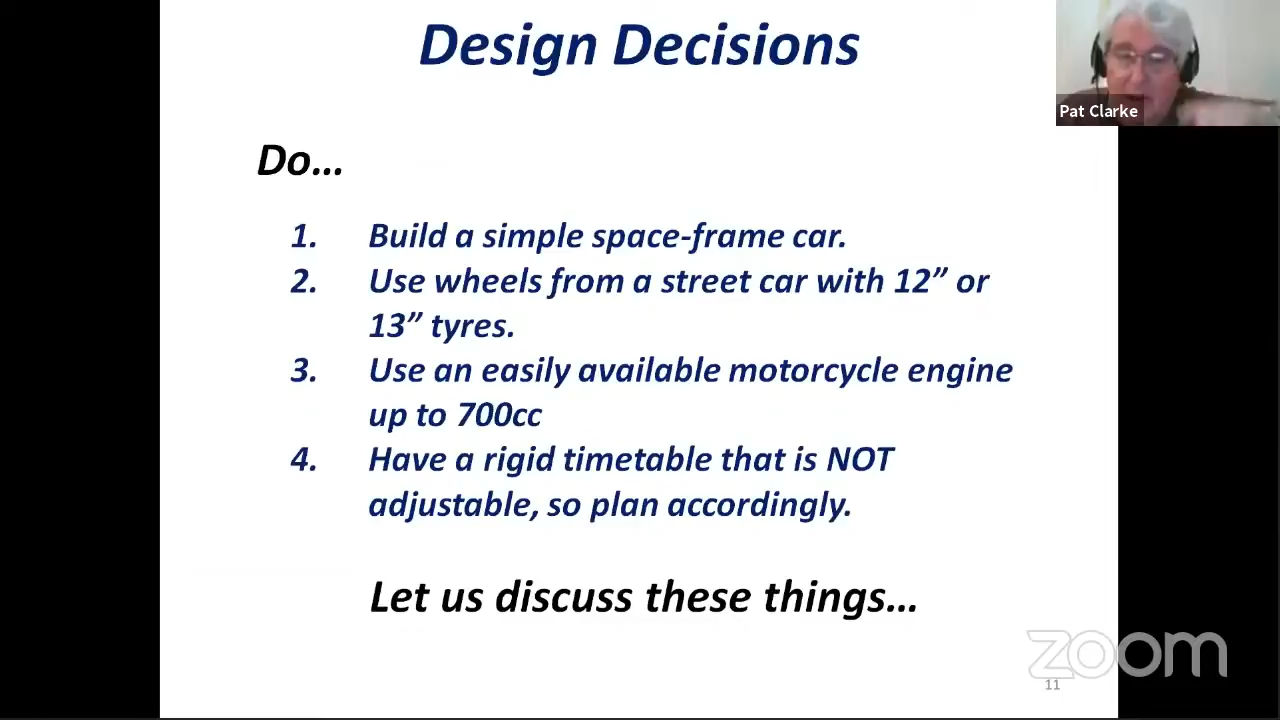 Design Decisions
Pat Clarke
Do...
1. Build a simple space-frame car.
2. Use wheels from a street car with 12” or
13” tyres.
3. Use an easily available motorcycle engine
up to 700cc
4. Have a rigid timetable that is NOT
adjustable, so plan accordingly.
Let us discuss these things...
zoom
11